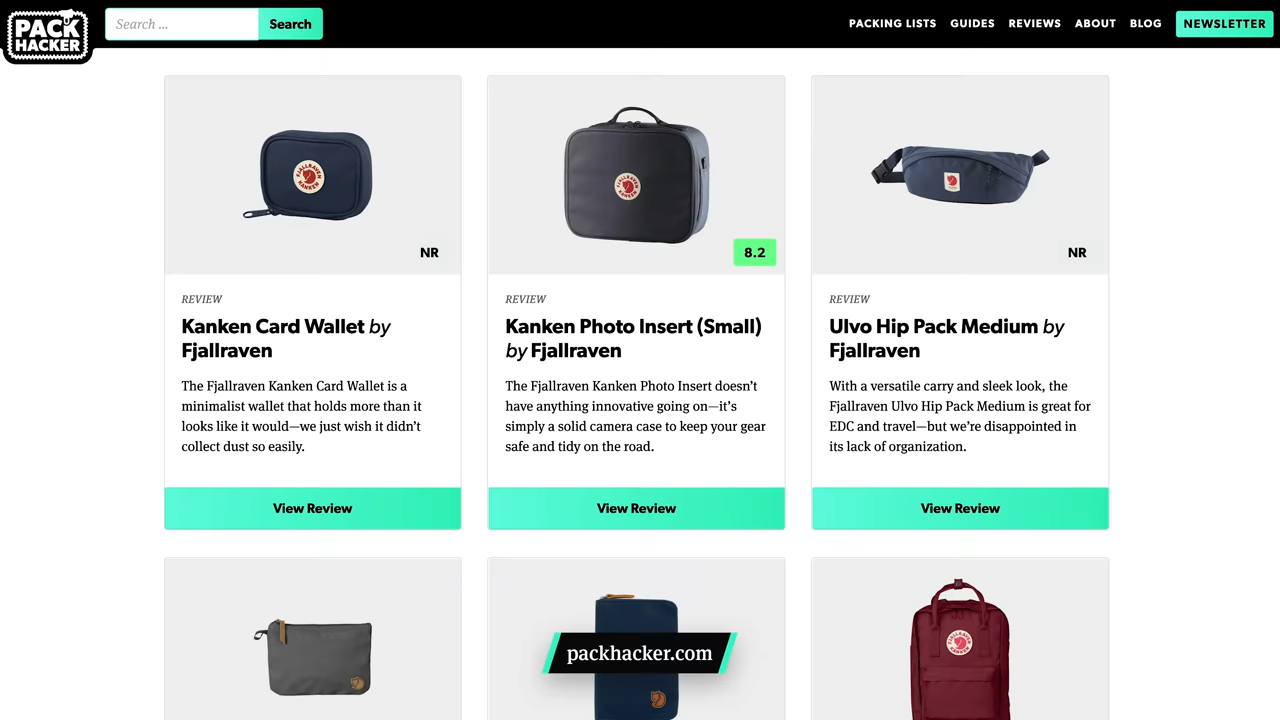 PACK
HACKER
Search ...
Search
PACKING LISTS
GUIDES
REVIEWS
ABOUT
BLOG
NEWSLETTER
FJALLRAVEN
KANKEN
NR
REVIEW
Kanken Card Wallet by
Fjallraven
The Fjallraven Kanken Card Wallet is a
minimalist wallet that holds more than it
looks like it would—we just wish it didn’t
collect dust so easily.
View Review
FJALLRAVEN
KANKEN
8.2
REVIEW
Kanken Photo Insert (Small)
by Fjallraven
The Fjallraven Kanken Photo Insert doesn’t
have anything innovative going on—it’s
simply a solid camera case to keep your gear
safe and tidy on the road.
View Review
NR
REVIEW
Ulvo Hip Pack Medium by
Fjallraven
With a versatile carry and sleek look, the
Fjallraven Ulvo Hip Pack Medium is great for
EDC and travel—but we’re disappointed in
its lack of organization.
View Review
packhacker.com
FJALLRAVEN
KANKEN